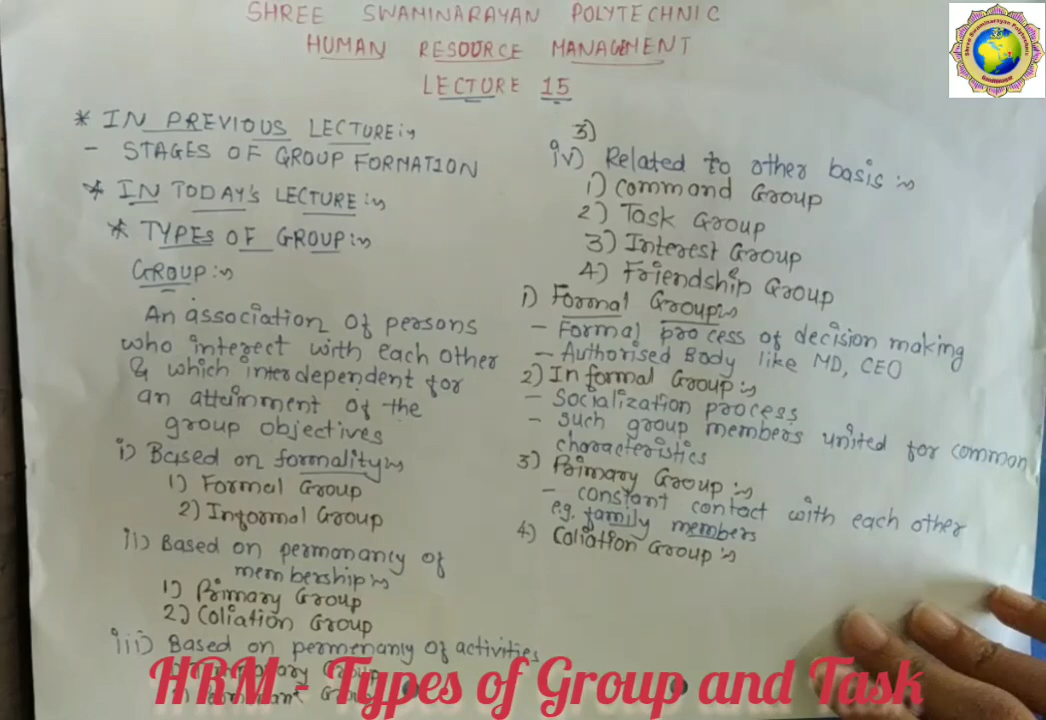 SHREE SWAMINARAYAN POLYTECHNIC
HUMAN RESOURCE MANAGEMENT
LECTURE 15
* IN PREVIOUS LECTURE :-
- STAGES OF GROUP FORMATION
* IN TODAY'S LECTURE :-
* TYPES OF GROUP :-
GROUP :-
An association of persons
who interect with each other
& which interdependent for
an attainment of the
group objectives
i) Based on formality :-
1) Formal Group
2) Informal Group
ii) Based on permanancy of
membership :-
1) Primary Group
2) Coliation Group
iii) Based on permenancy of activities
Group
Group
3)
iv) Related to other basis :-
1) Command Group
2) Task Group
3) Interest Group
4) Friendship Group
1) Formal Group :-
- Formal process of decision making
- Authorised Body like MD, CEO
2) Informal Group :-
- Socialization process
- such group members united for common
characteristics
3) Primary Group :-
- constant contact with each other
e.g. family members
4) Coliation Group :-
HRM - Types of Group and Task
Shree Swaminarayan Polytechnic